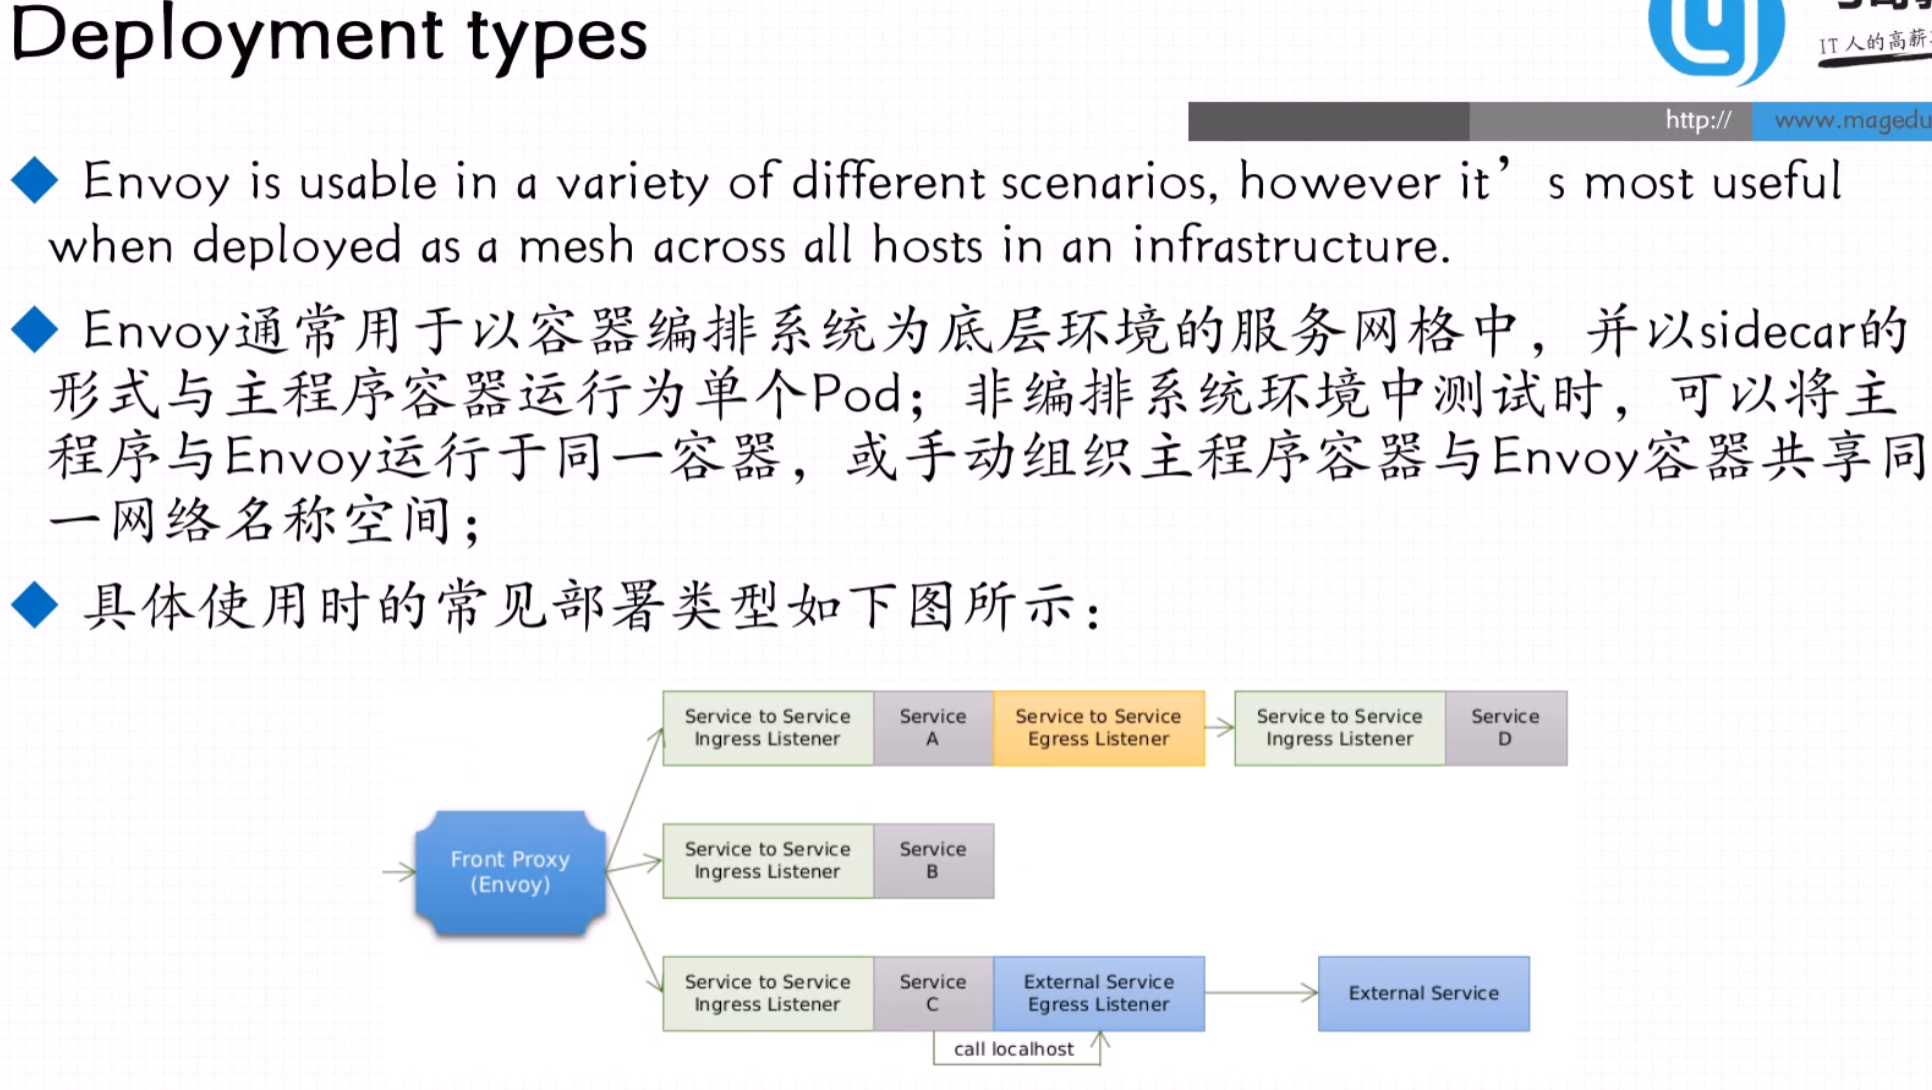 Deployment types
IT人的高薪
http://
www.magedu
Envoy is usable in a variety of different scenarios, however it’s most useful
when deployed as a mesh across all hosts in an infrastructure.
Envoy通常用于以容器编排系统为底层环境的服务网格中，并以sidecar的
形式与主程序容器运行为单个Pod；非编排系统环境中测试时，可以将主
程序与Envoy运行于同一容器，或手动组织主程序容器与Envoy容器共享同
一网络名称空间；
具体使用时的常见部署类型如下图所示：
Service to Service
Ingress Listener
Service
A
Service to Service
Egress Listener
Service to Service
Ingress Listener
Service
D
Front Proxy
(Envoy)
Service to Service
Ingress Listener
Service
B
Service to Service
Ingress Listener
Service
C
External Service
Egress Listener
External Service
call localhost